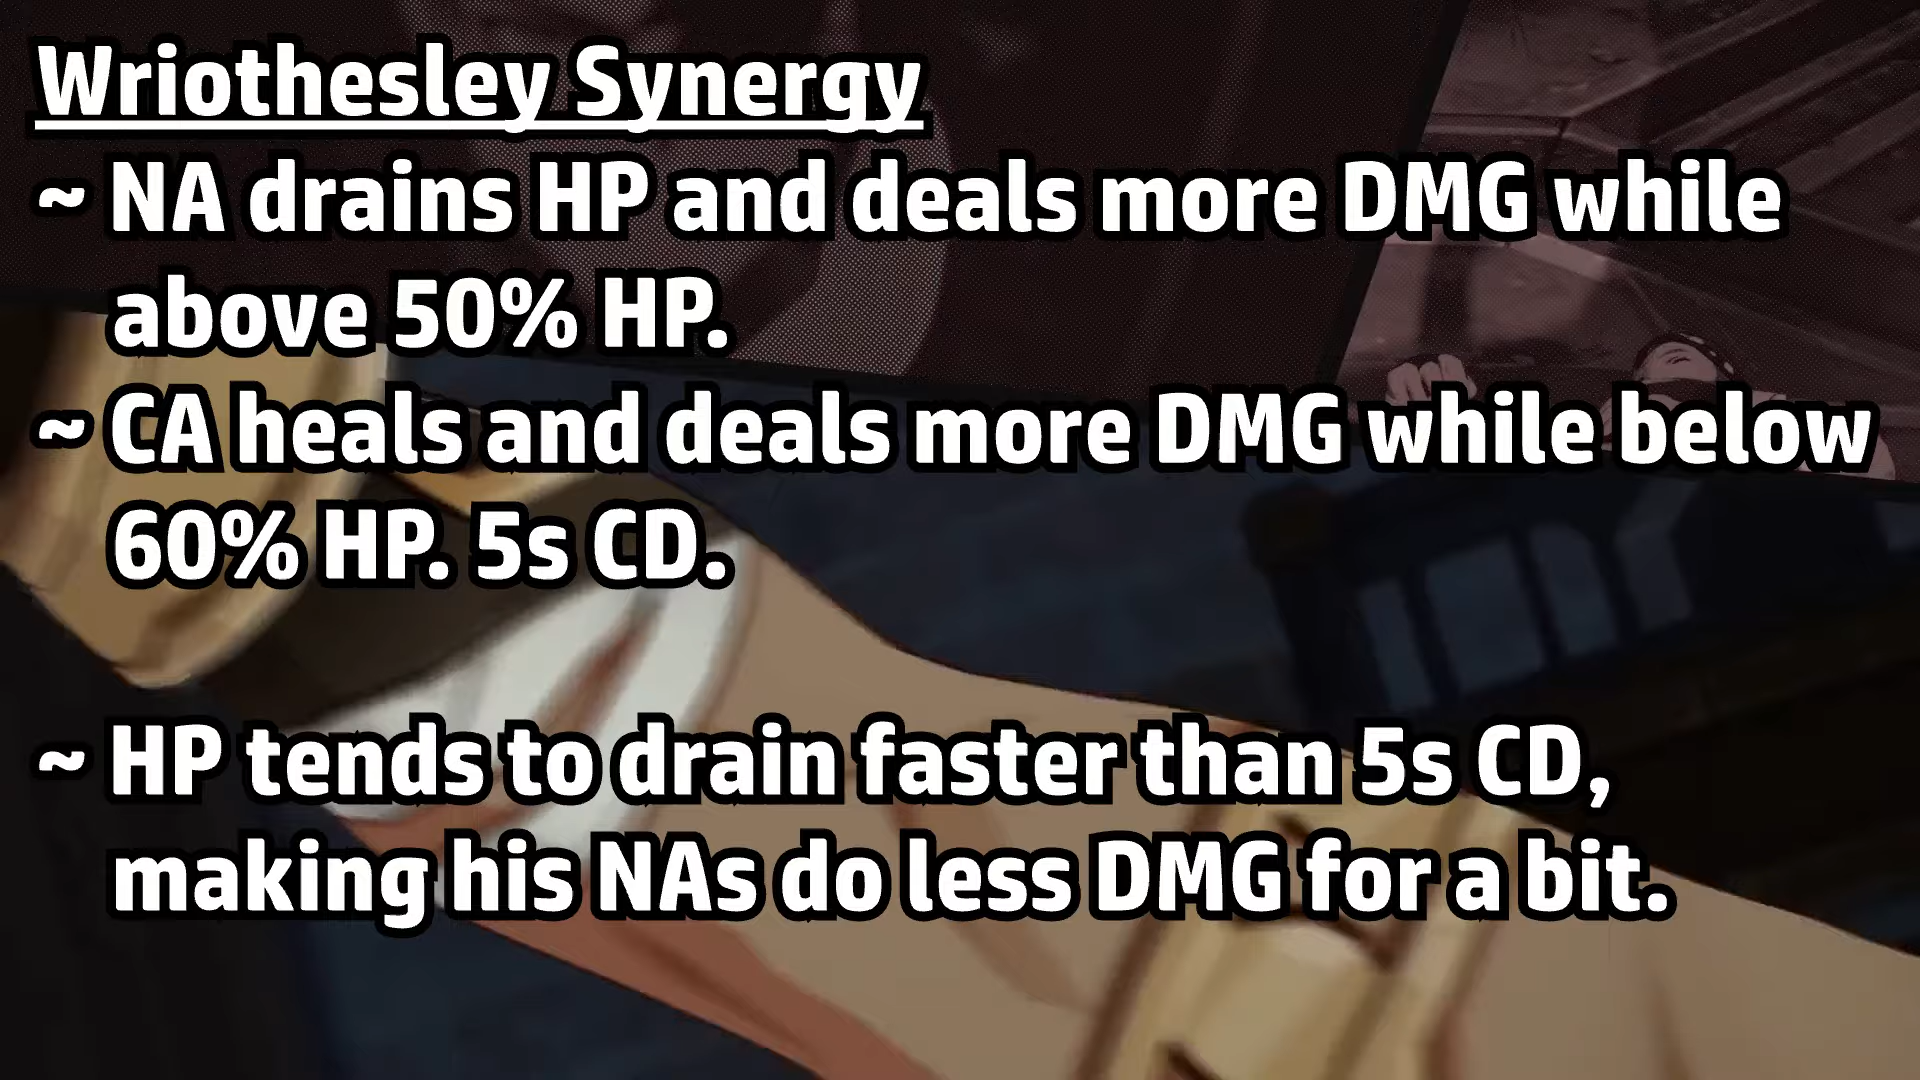 Wriothesley Synergy
~ NA drains HP and deals more DMG while
above 50% HP.
~ CA heals and deals more DMG while below
60% HP. 5s CD.
~ HP tends to drain faster than 5s CD,
making his NAs do less DMG for a bit.